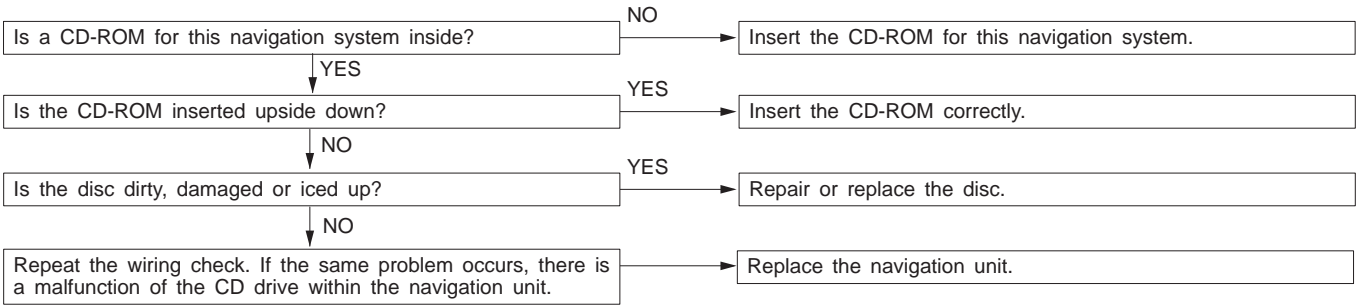 NO
Is a CD-ROM for this navigation system inside?
Insert the CD-ROM for this navigation system.
YES
YES
Is the CD-ROM inserted upside down?
Insert the CD-ROM correctly.
NO
YES
Is the disc dirty, damaged or iced up?
Repair or replace the disc.
NO
Repeat the wiring check. If the same problem occurs, there is
a malfunction of the CD drive within the navigation unit.
Replace the navigation unit.